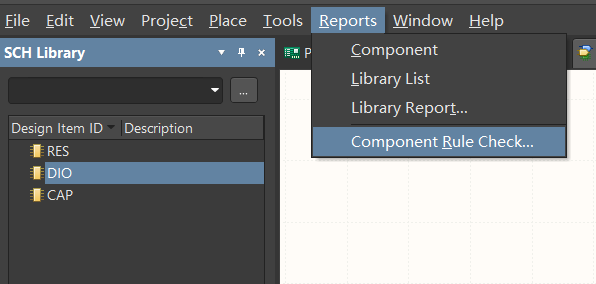 File Edit View Project Place Tools Reports Window Help
SCH Library
P
Component
Library List
Library Report...
Component Rule Check...
...
Design Item ID Description
RES
DIO
CAP